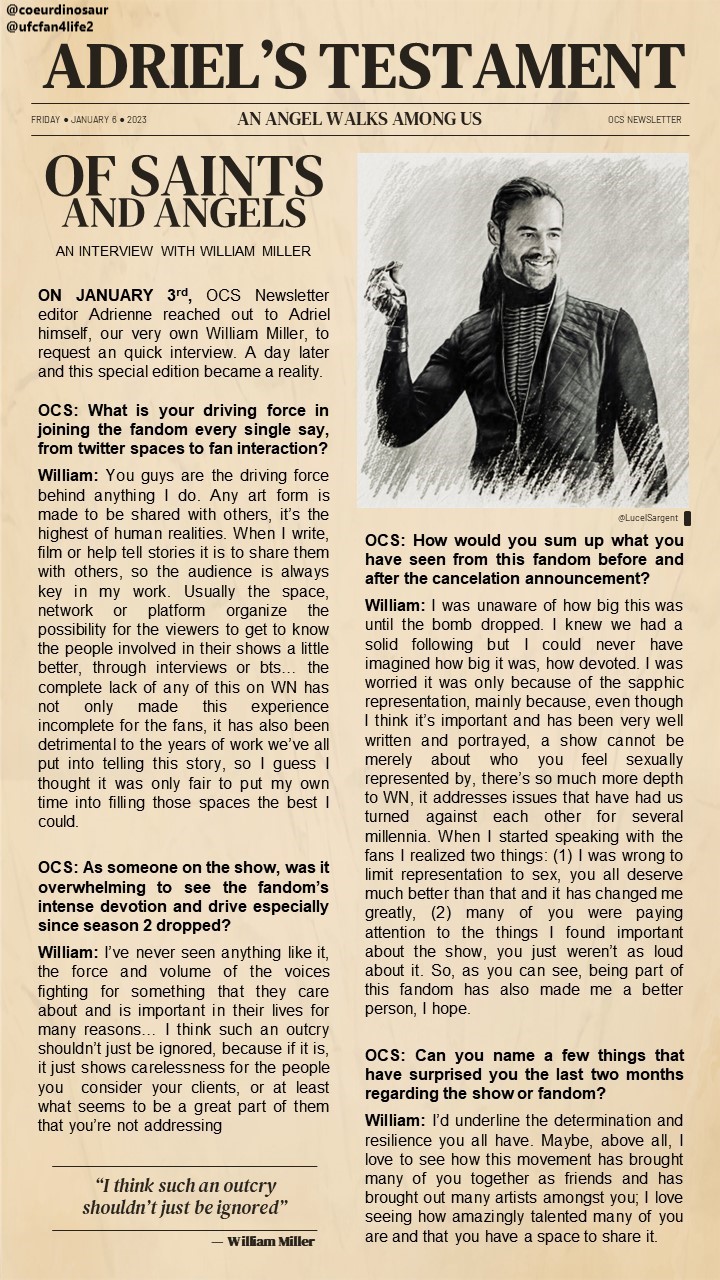 @coeurdinosaur
@ufcfan4life2
ADRIEL'S TESTAMENT
FRIDAY ● JANUARY 6 ● 2023
AN ANGEL WALKS AMONG US
OCS NEWSLETTER
OF SAINTS
AND ANGELS
AN INTERVIEW WITH WILLIAM MILLER
ON JANUARY 3rd, OCS Newsletter
editor Adrienne reached out to Adriel
himself, our very own William Miller, to
request an quick interview. A day later
and this special edition became a reality.
OCS: What is your driving force in
joining the fandom every single say,
from twitter spaces to fan interaction?
William: You guys are the driving force
behind anything I do. Any art form is
made to be shared with others, it's the
highest of human realities. When I write,
film or help tell stories it is to share them
with others, so the audience is always
key in my work. Usually the space,
network or platform organize the
possibility for the viewers to get to know
the people involved in their shows a little
better, through interviews or bts... the
complete lack of any of this on WN has
not only made this experience
incomplete for the fans, it has also been
detrimental to the years of work we've all
put into telling this story, so I guess I
thought it was only fair to put my own
time into filling those spaces the best I
could.
OCS: As someone on the show, was it
overwhelming to see the fandom's
intense devotion and drive especially
since season 2 dropped?
William: I've never seen anything like it,
the force and volume of the voices
fighting for something that they care
about and is important in their lives for
many reasons... I think such an outcry
shouldn't just be ignored, because if it is,
it just shows carelessness for the people
you consider your clients, or at least
what seems to be a great part of them
that you're not addressing
"I think such an outcry
shouldn't just be ignored"
— William Miller
@LucelSargent
OCS: How would you sum up what you
have seen from this fandom before and
after the cancelation announcement?
William: I was unaware of how big this was
until the bomb dropped. I knew we had a
solid following but I could never have
imagined how big it was, how devoted. I was
worried it was only because of the sapphic
representation, mainly because, even though
I think it's important and has been very well
written and portrayed, a show cannot be
merely about who you feel sexually
represented by, there's so much more depth
to WN, it addresses issues that have had us
turned against each other for several
millennia. When I started speaking with the
fans I realized two things: (1) I was wrong to
limit representation to sex, you all deserve
much better than that and it has changed me
greatly, (2) many of you were paying
attention to the things I found important
about the show, you just weren't as loud
about it. So, as you can see, being part of
this fandom has also made me a better
person, I hope.
OCS: Can you name a few things that
have surprised you the last two months
regarding the show or fandom?
William: I'd underline the determination and
resilience you all have. Maybe, above all, I
love to see how this movement has brought
many of you together as friends and has
brought out many artists amongst you; I love
seeing how amazingly talented many of you
are and that you have a space to share it.